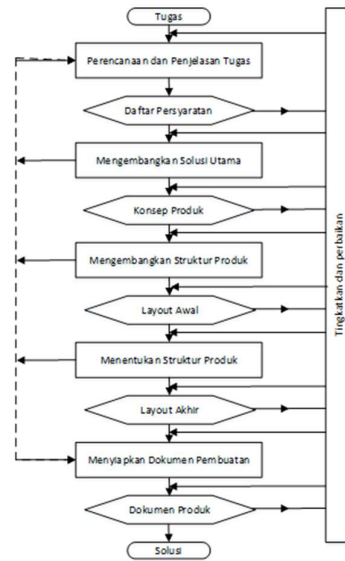 Tugas
Perencanaan dan Penjelasan Tugas
Daftar Persyaratan
Mengembangkan Solusi Utama
Konsep Produk
Mengembangkan Struktur Produk
Layout Awal
Menentukan Struktur Produk
Layout Akhir
Menyiapkan Dokumen Pembuatan
Dokumen Produk
Solusi
Tingkatkan dan perbaikan